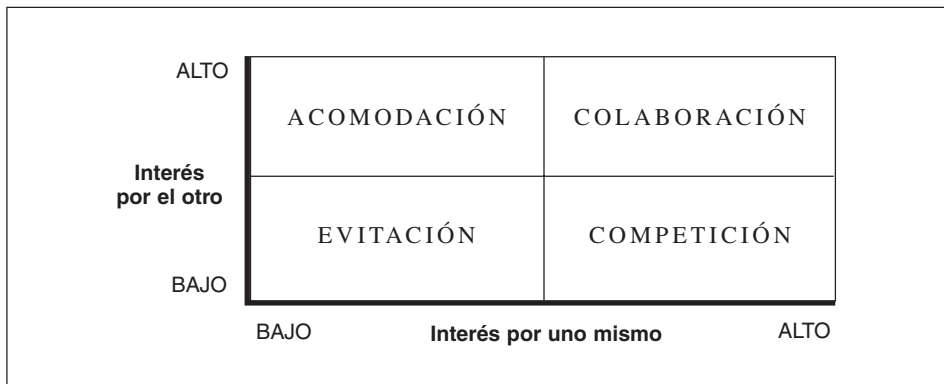 ALTO
ACOMODACIÓN COLABORACIÓN
Interés
por el otro
EVITACIÓN COMPETICIÓN
BAJO
BAJO Interés por uno mismo ALTO